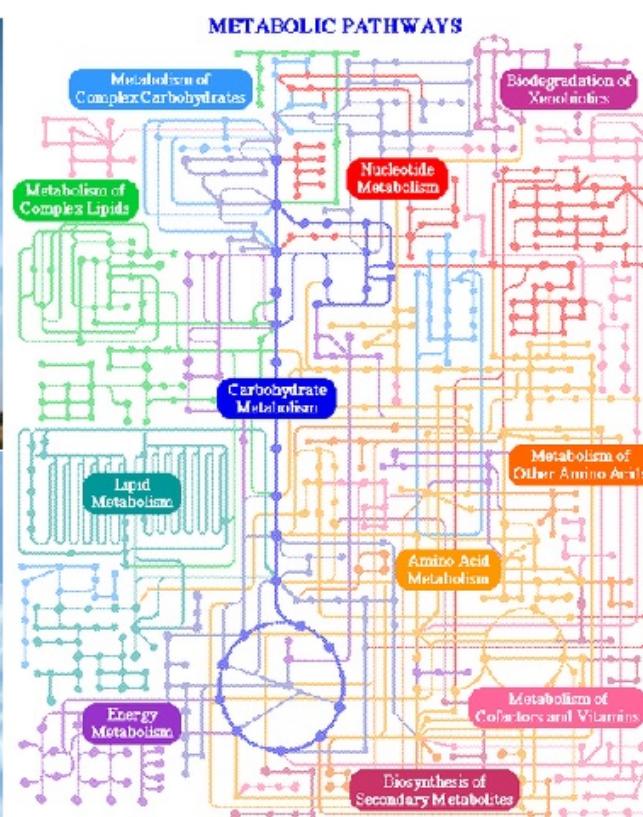 METABOLIC PATHWAYS
Metabolism of
Complex Carbohydrates
Biodegradation of
Xenobiotics
Nucleotide
Metabolism
Metabolism of
Complex Lipids
Carbohydrate
Metabolism
Metabolism of
Other Amino Acids
Lipid
Metabolism
Amino Acid
Metabolism
Metabolism of
Cofactors and Vitamins
Energy
Metabolism
Biosynthesis of
Secondary Metabolites